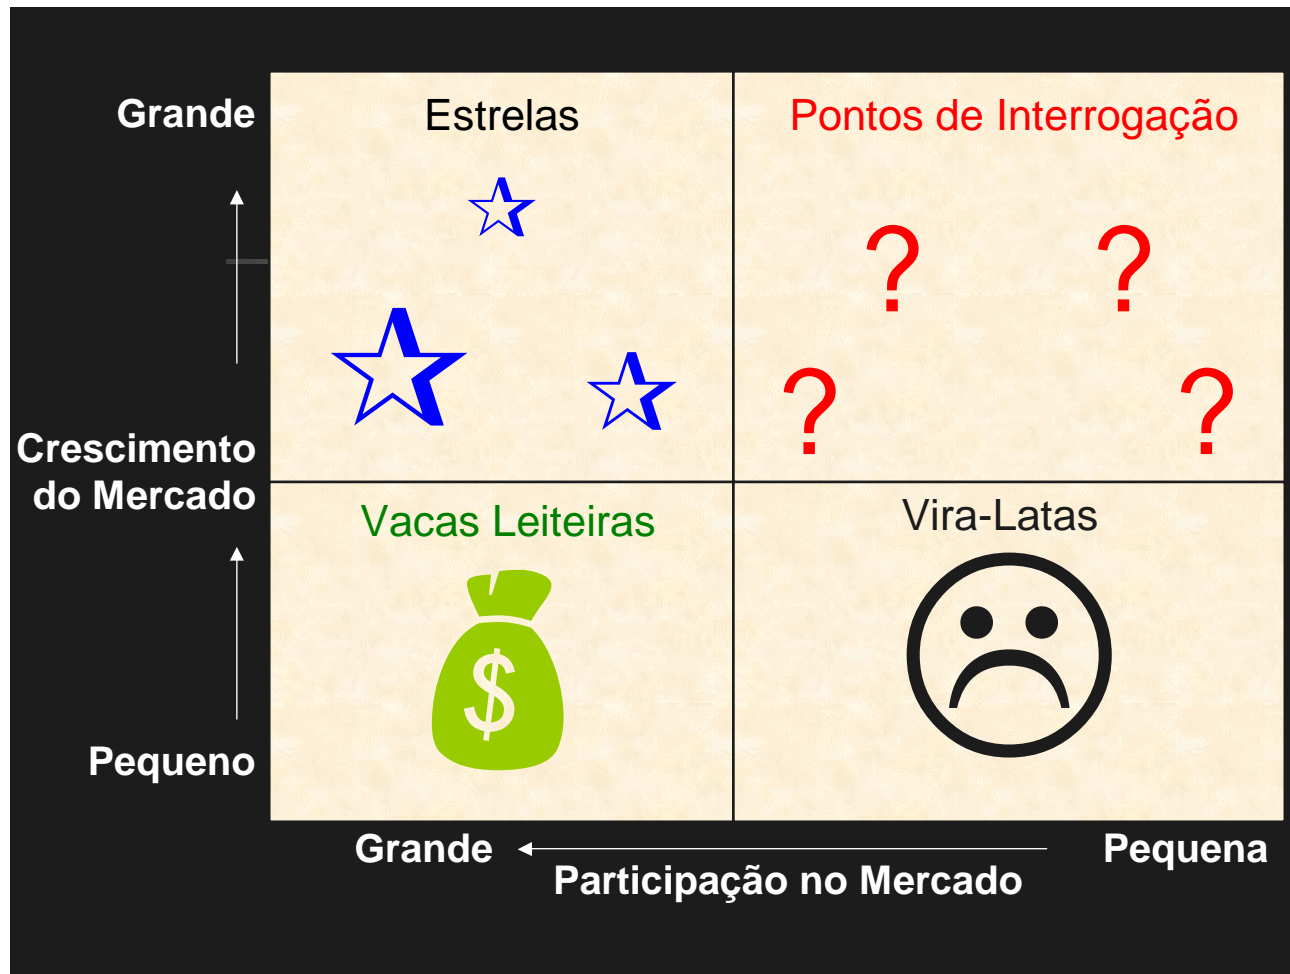 Grande
Estrelas
Pontos de Interrogação
? ?
? ?
Crescimento
do Mercado
Vacas Leiteiras
Vira-Latas
$
Pequeno
Grande
Pequena
Participação no Mercado